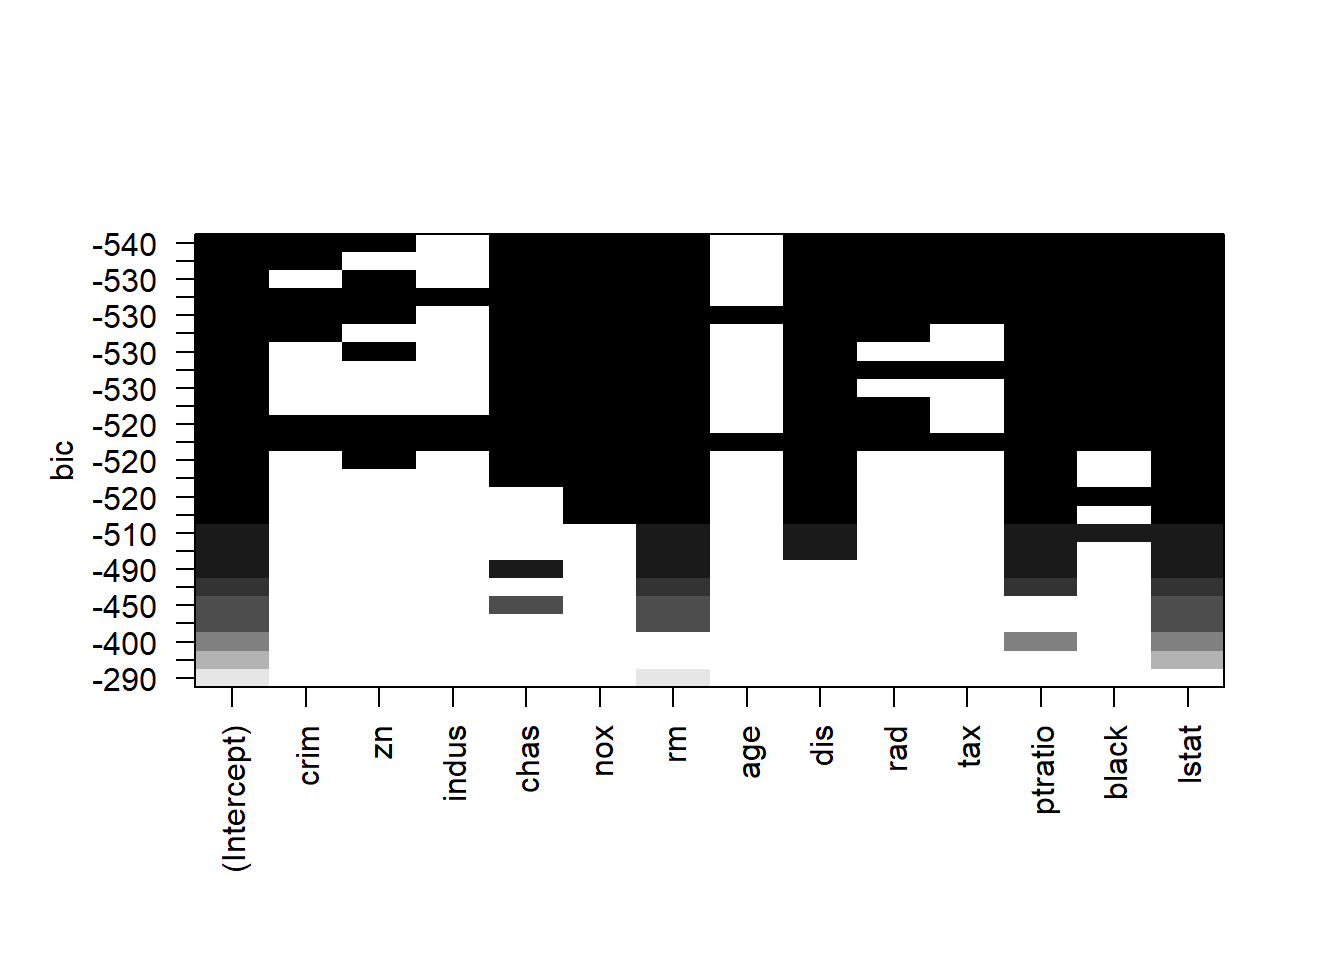 bic
-540
-530
-530
-530
-530
-520
-520
-520
-510
-490
-450
-400
-290
(Intercept)
crim
zn
indus
chas
nox
rm
age
dis
rad
tax
ptratio
black
lstat